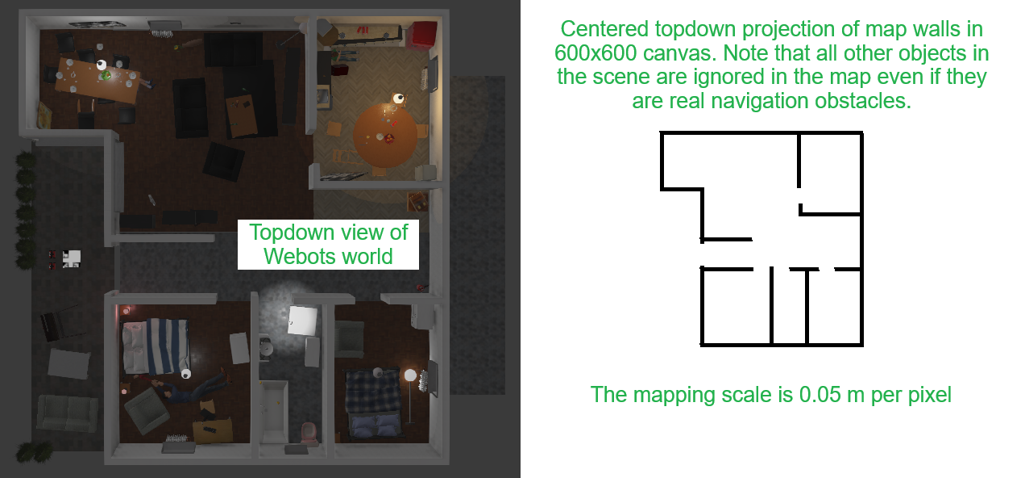 Topdown view of
Webots world
Centered topdown projection of map walls in
600x600 canvas. Note that all other objects in
the scene are ignored in the map even if they
are real navigation obstacles.
The mapping scale is 0.05 m per pixel